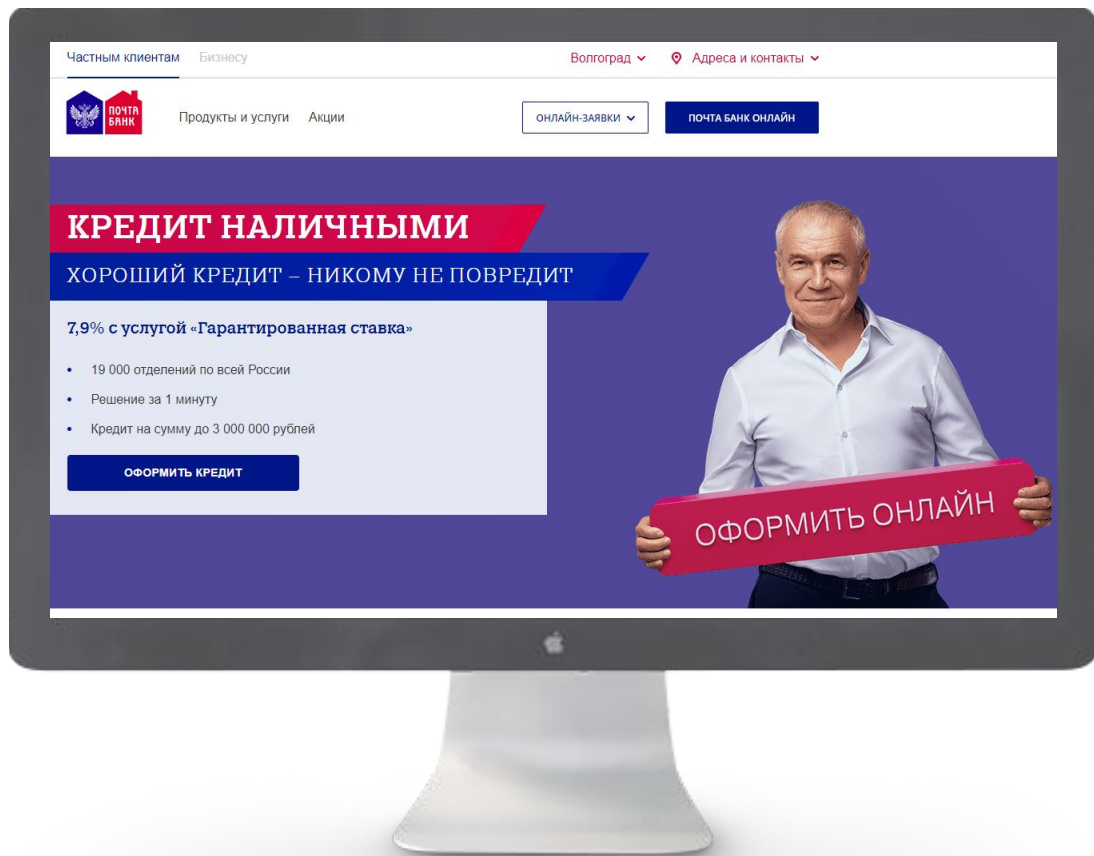 Частным клиентам Бизнесу Волгоград Адреса и контакты
ПОЧТА
БАНК
Продукты и услуги Акции ОНЛАЙН-ЗАЯВКИ ПОЧТА БАНК ОНЛАЙН
КРЕДИТ НАЛИЧНЫМИ
ХОРОШИЙ КРЕДИТ – НИКОМУ НЕ ПОВРЕДИТ
7,9% с услугой «Гарантированная ставка»
• 19 000 отделений по всей России
• Решение за 1 минуту
• Кредит на сумму до 3 000 000 рублей
ОФОРМИТЬ КРЕДИТ
ОФОРМИТЬ ОНЛАЙН